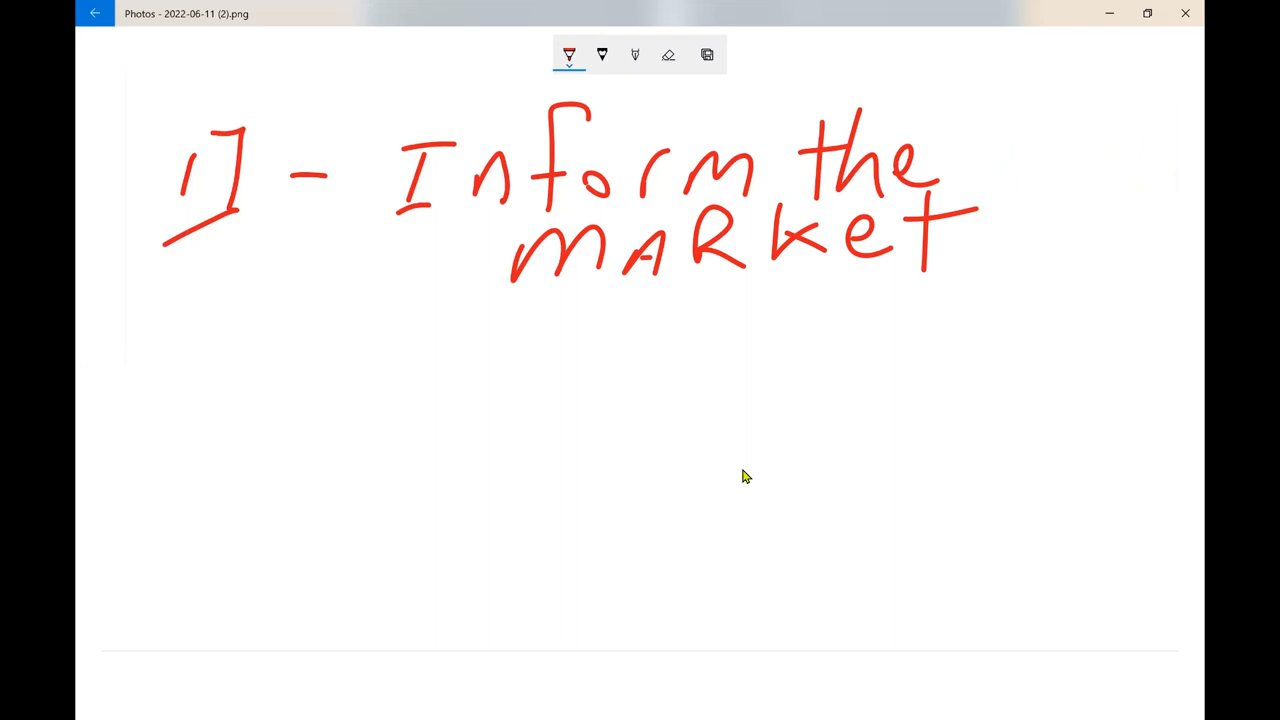 Photos - 2022-06-11 (2).png
1] - Inform the
MARKet